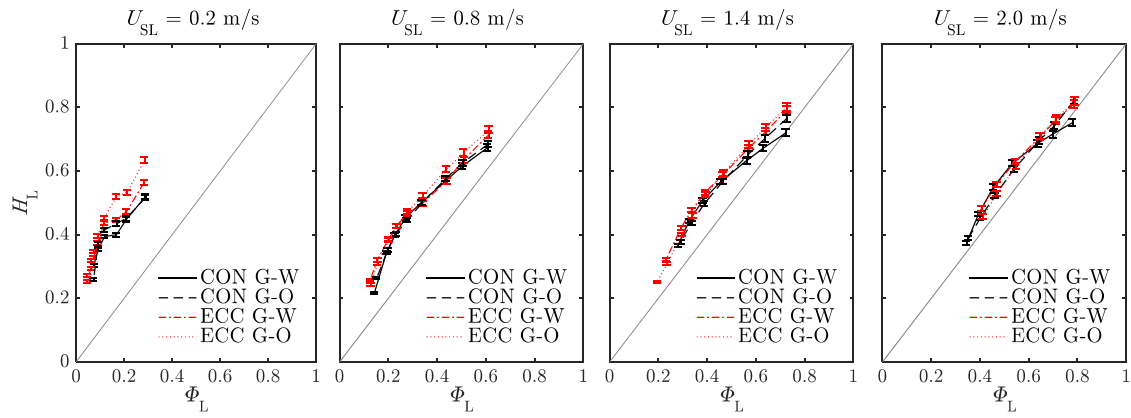 U_SL = 0.2 m/s
U_SL = 0.8 m/s
U_SL = 1.4 m/s
U_SL = 2.0 m/s
H_L
1
0.8
0.6
0.4
0.2
0
CON G-W
CON G-O
ECC G-W
ECC G-O
CON G-W
CON G-O
ECC G-W
ECC G-O
CON G-W
CON G-O
ECC G-W
ECC G-O
CON G-W
CON G-O
ECC G-W
ECC G-O
0 0.2 0.4 0.6 0.8 1
0 0.2 0.4 0.6 0.8 1
0 0.2 0.4 0.6 0.8 1
0 0.2 0.4 0.6 0.8 1
Φ_L
Φ_L
Φ_L
Φ_L